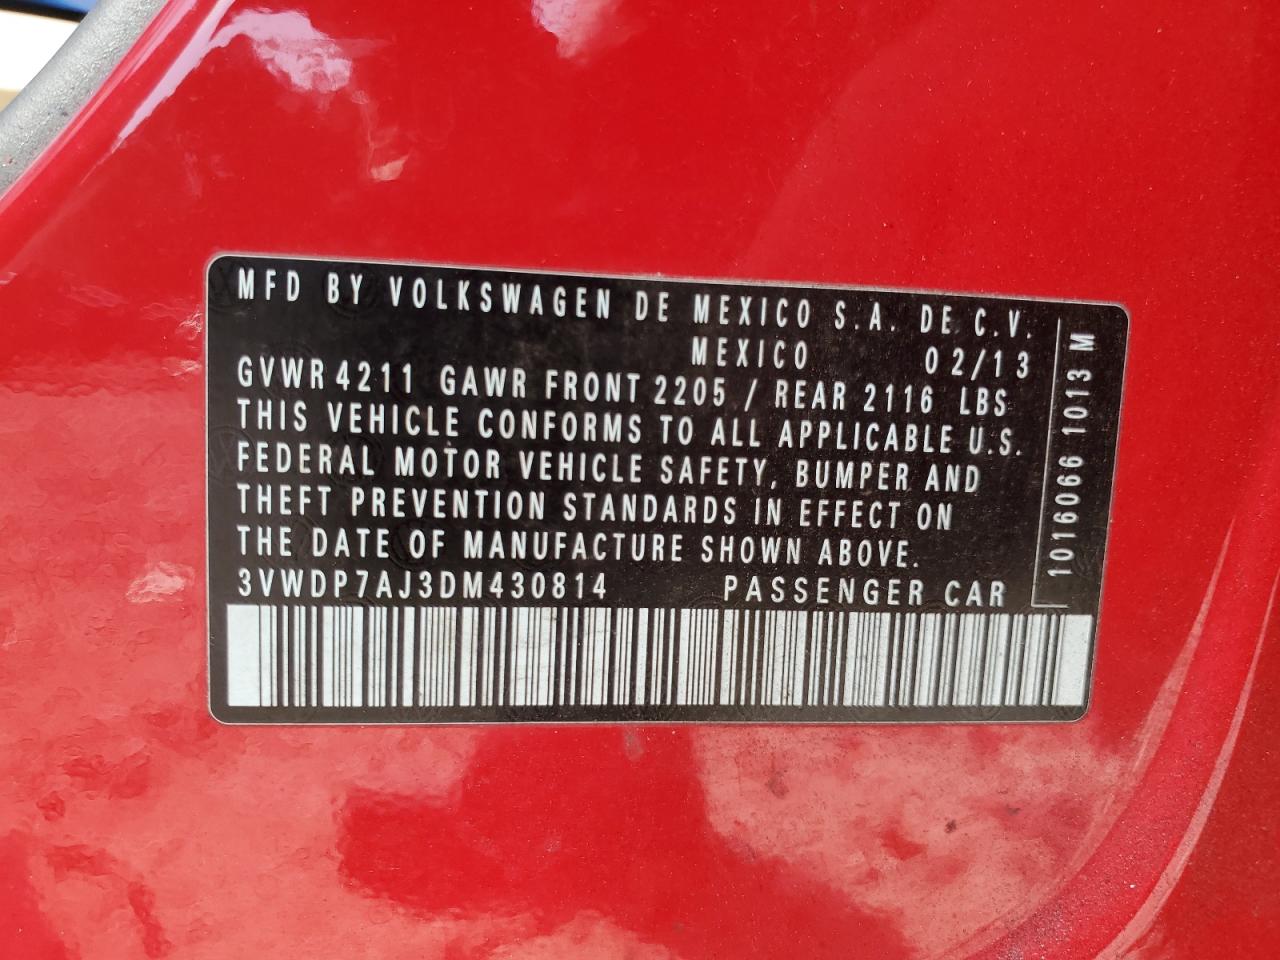 MFD BY VOLKSWAGEN DE MEXICO S.A. DE C.V.
MEXICO 02/13
GVWR 4211 GAWR FRONT 2205 / REAR 2116 LBS
THIS VEHICLE CONFORMS TO ALL APPLICABLE U.S.
FEDERAL MOTOR VEHICLE SAFETY, BUMPER AND
THEFT PREVENTION STANDARDS IN EFFECT ON
THE DATE OF MANUFACTURE SHOWN ABOVE.
3VWDP7AJ3DM430814 PASSENGER CAR
1016066 1013 M